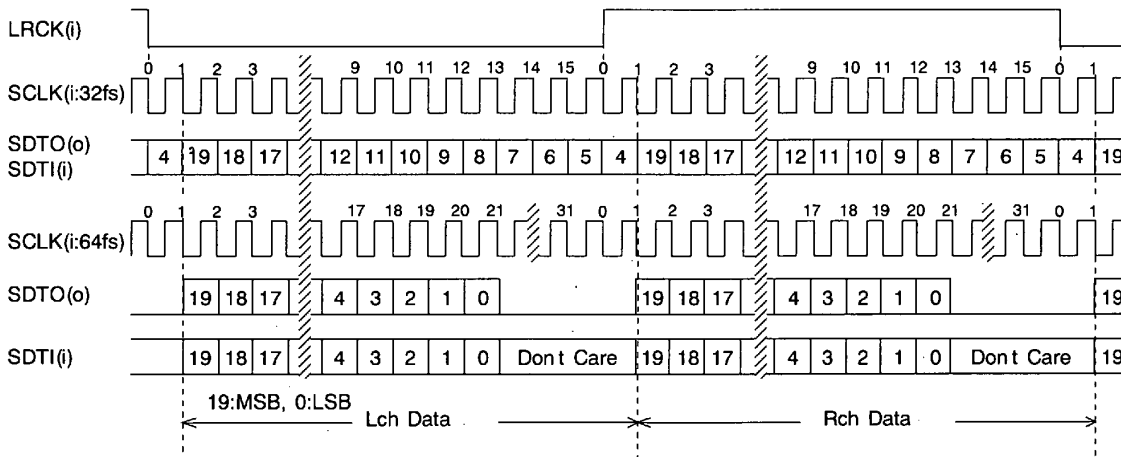 LRCK(i)
0 1 2 3 9 10 11 12 13 14 15 0 1 2 3 9 10 11 12 13 14 15 0 1
SCLK(i:32fs)
SDTO(o)
SDTI(i)
4 19 18 17 12 11 10 9 8 7 6 5 4 19 18 17 12 11 10 9 8 7 6 5 4 19
0 1 2 3 17 18 19 20 21 31 0 1 2 3 17 18 19 20 21 31 0 1
SCLK(i:64fs)
SDTO(o) 19 18 17 4 3 2 1 0 19 18 17 4 3 2 1 0 19
SDTI(i) 19 18 17 4 3 2 1 0 Don t Care 19 18 17 4 3 2 1 0 Don t Care 19
19:MSB, 0:LSB
Lch Data Rch Data